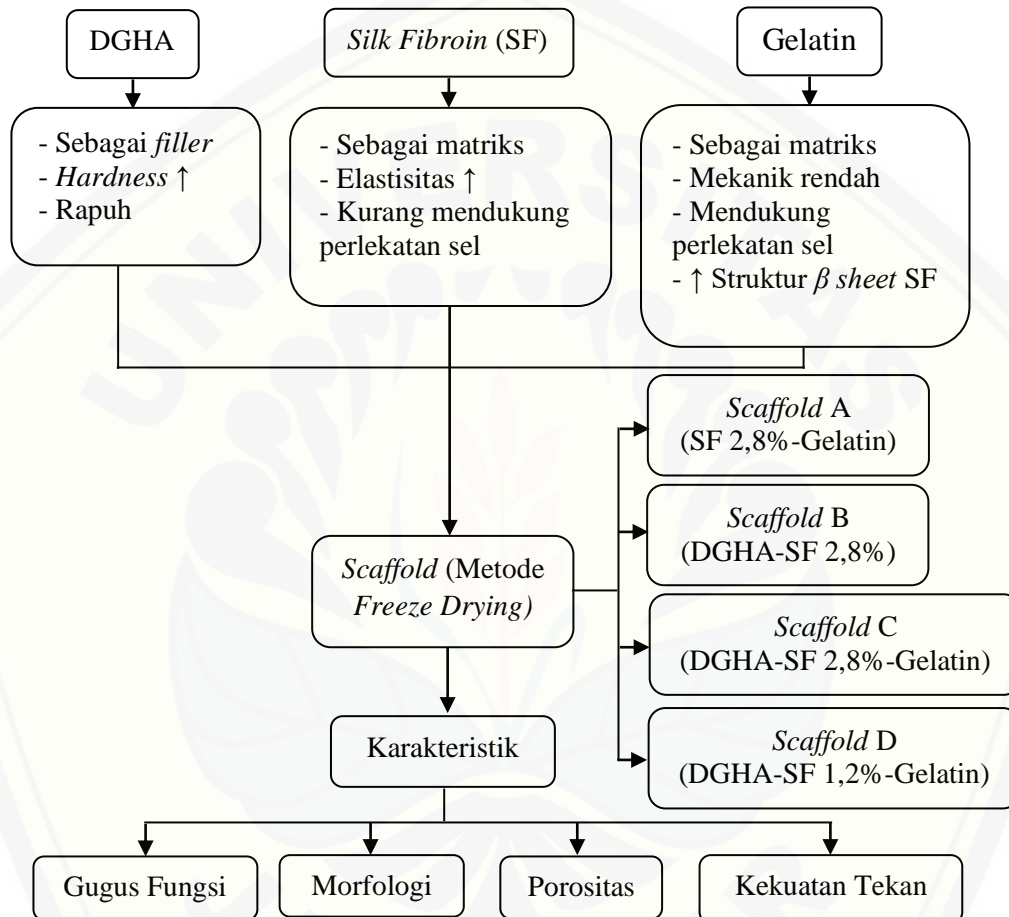 DGHA
Silk Fibroin (SF)
Gelatin
- Sebagai filler
- Hardness ↑
- Rapuh
- Sebagai matriks
- Elastisitas ↑
- Kurang mendukung
perlekatan sel
- Sebagai matriks
- Mekanik rendah
- Mendukung
perlekatan sel
- ↑ Struktur β sheet SF
Scaffold (Metode
Freeze Drying)
Scaffold A
(SF 2,8%-Gelatin)
Scaffold B
(DGHA-SF 2,8%)
Scaffold C
(DGHA-SF 2,8%-Gelatin)
Scaffold D
(DGHA-SF 1,2%-Gelatin)
Karakteristik
Gugus Fungsi
Morfologi
Porositas
Kekuatan Tekan
UNIVERSITAS